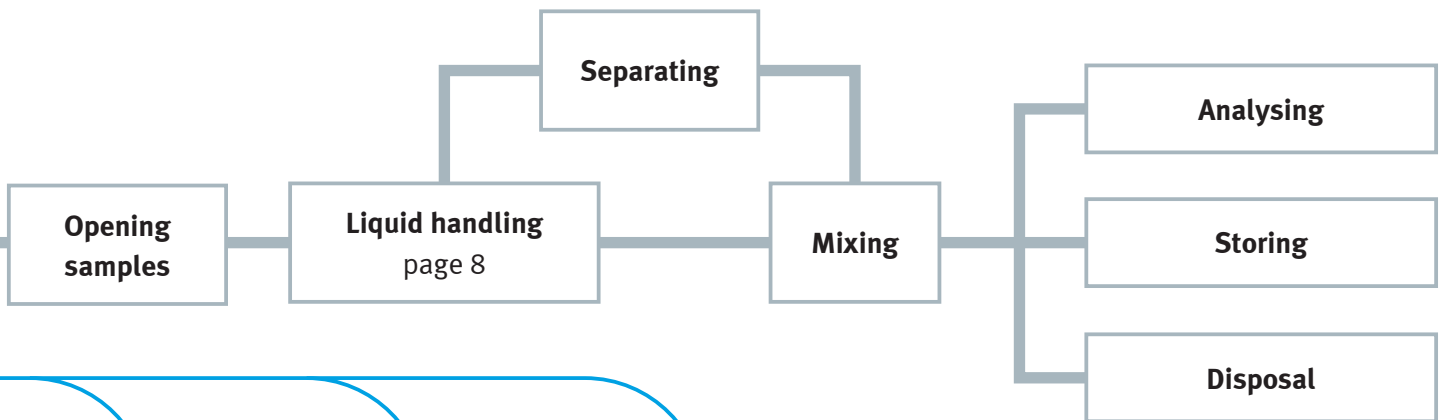 Separating
Analysing
Opening
samples
Liquid handling
page 8
Mixing
Storing
Disposal